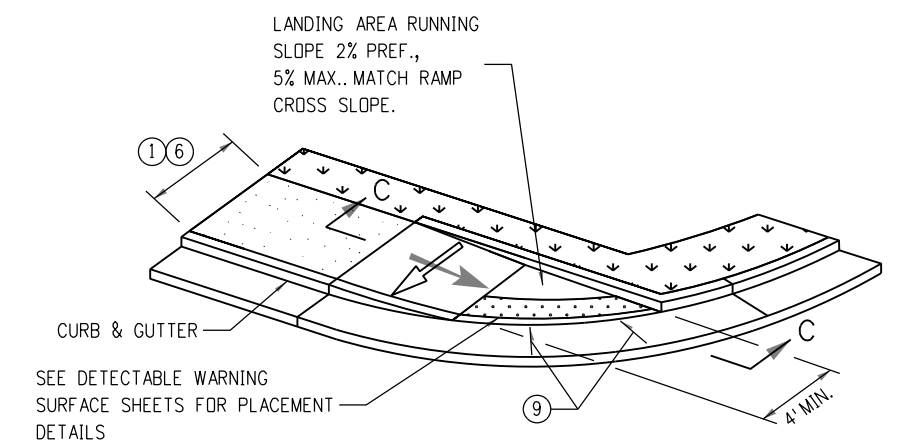 LANDING AREA RUNNING
SLOPE 2% PREF.,
5% MAX.. MATCH RAMP
CROSS SLOPE.
1 6
C
CURB & GUTTER
C
SEE DETECTABLE WARNING
SURFACE SHEETS FOR PLACEMENT
DETAILS
9
4' MIN.